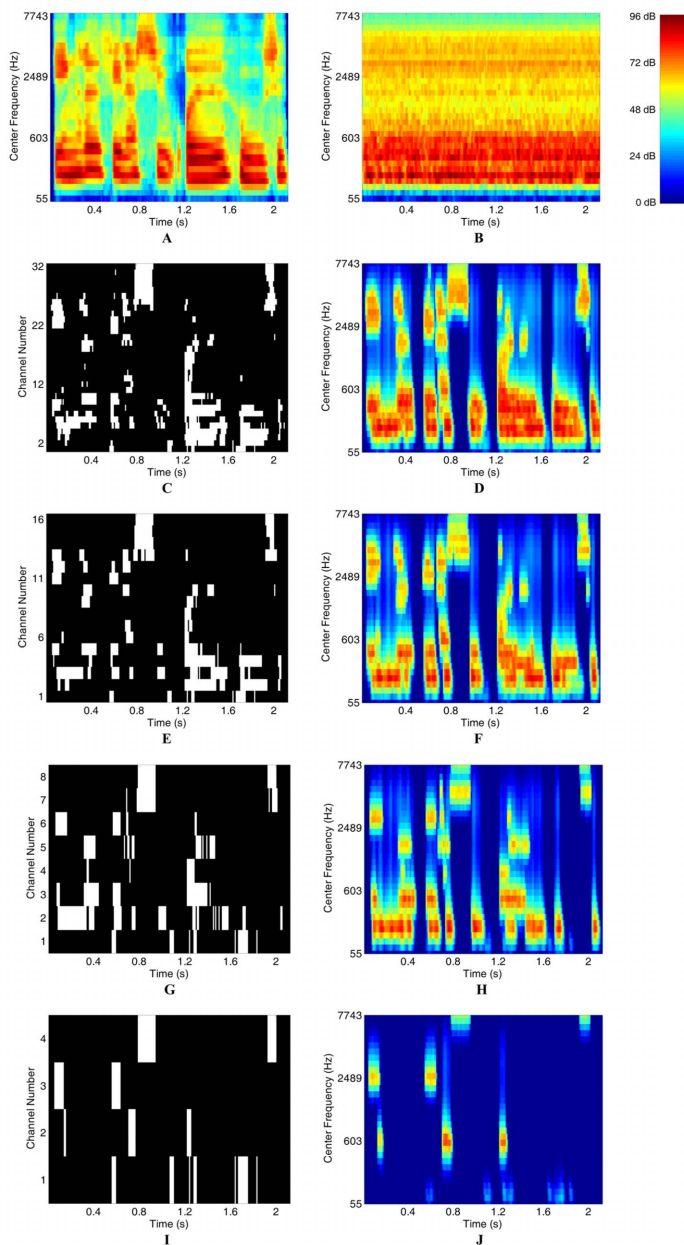 7743
2489
603
55
Center Frequency (Hz)
0.4 0.8 1.2 1.6 2
Time (s)
A
7743
2489
603
55
Center Frequency (Hz)
0.4 0.8 1.2 1.6 2
Time (s)
B
96 dB
72 dB
48 dB
24 dB
0 dB
32
22
12
2
Channel Number
0.4 0.8 1.2 1.6 2
Time (s)
C
7743
2489
603
55
Center Frequency (Hz)
0.4 0.8 1.2 1.6 2
Time (s)
D
16
11
6
1
Channel Number
0.4 0.8 1.2 1.6 2
Time (s)
E
7743
2489
603
55
Center Frequency (Hz)
0.4 0.8 1.2 1.6 2
Time (s)
F
8
7
6
5
4
3
2
1
Channel Number
0.4 0.8 1.2 1.6 2
Time (s)
G
7743
2489
603
55
Center Frequency (Hz)
0.4 0.8 1.2 1.6 2
Time (s)
H
4
3
2
1
Channel Number
0.4 0.8 1.2 1.6 2
Time (s)
I
7743
2489
603
55
Center Frequency (Hz)
0.4 0.8 1.2 1.6 2
Time (s)
J